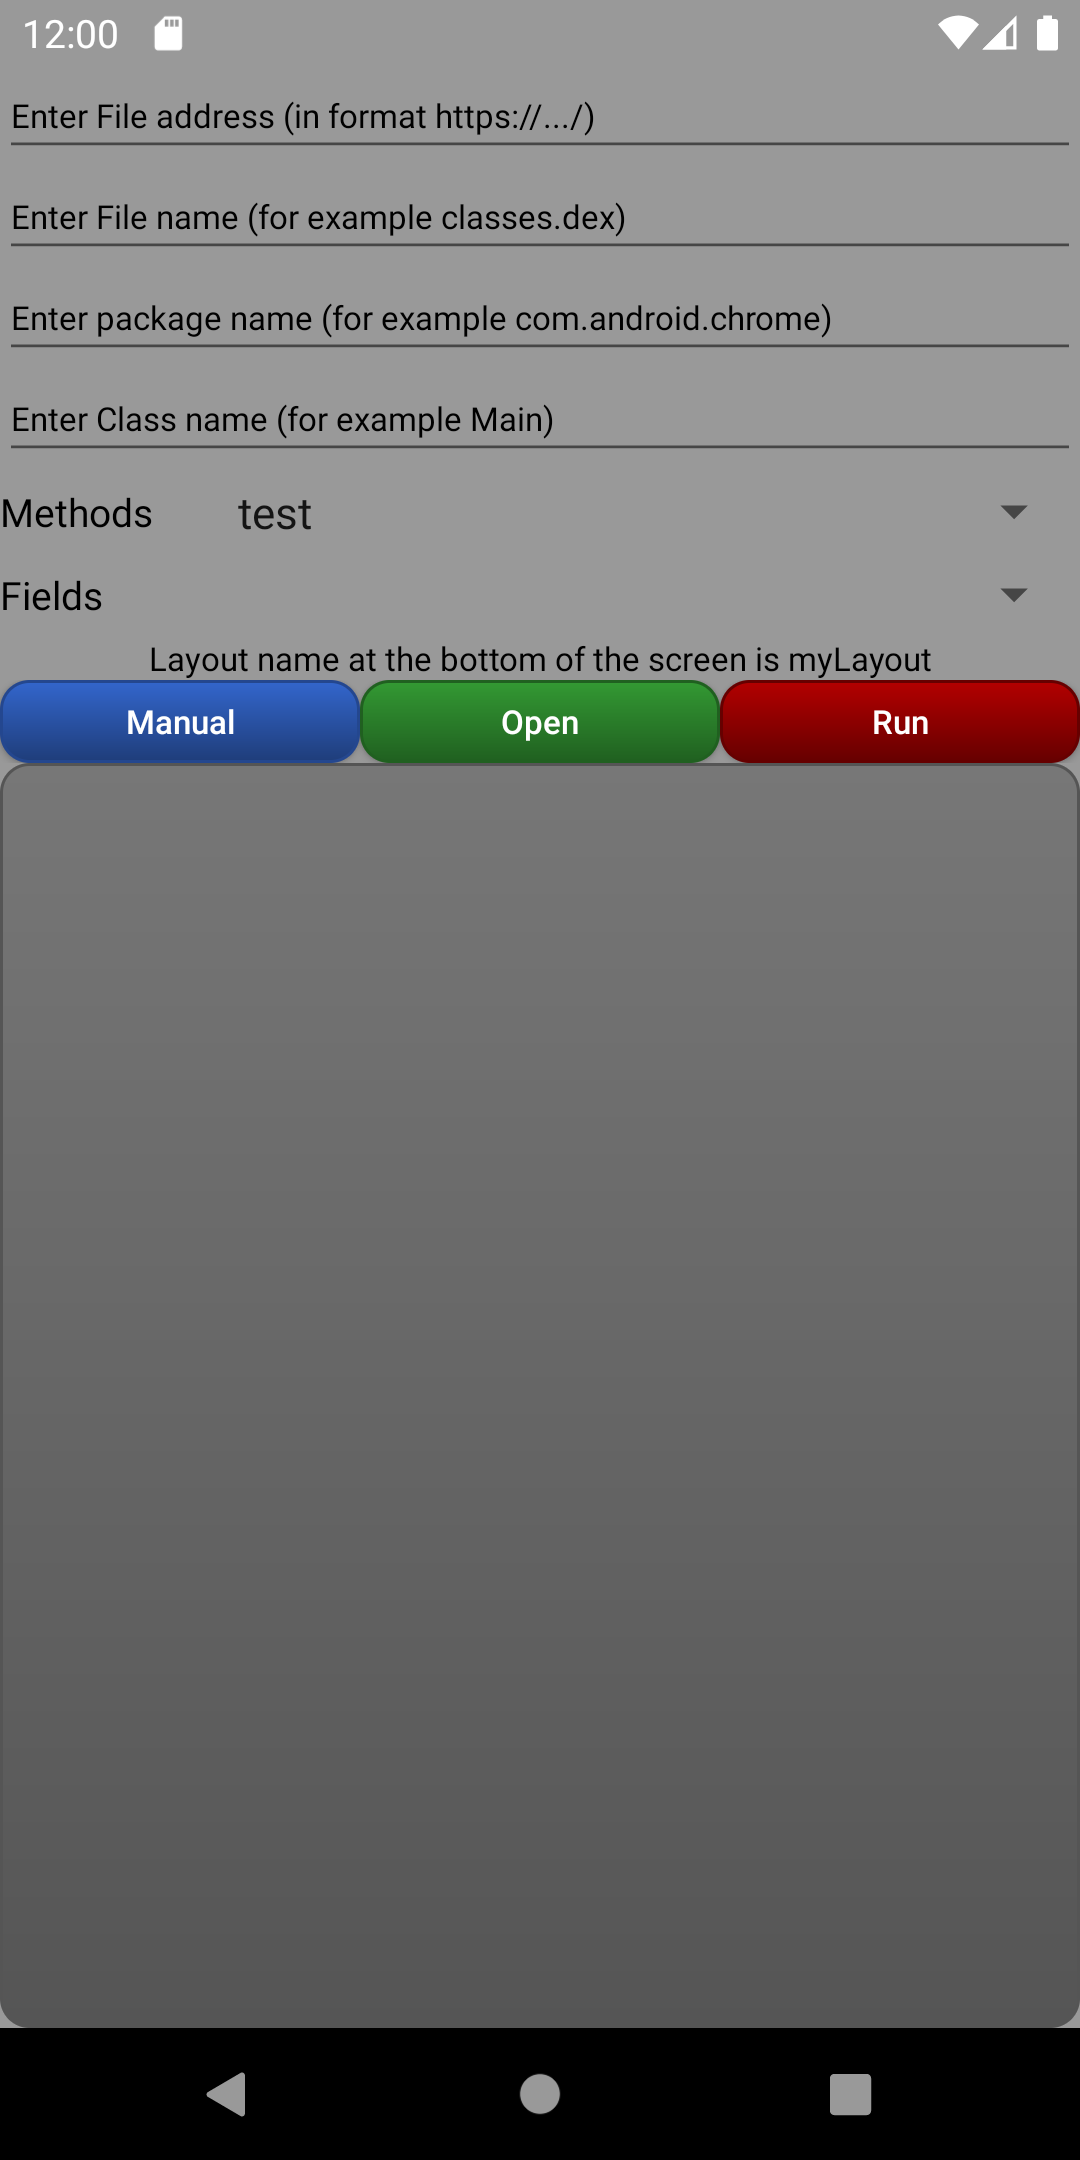 12:00
Enter File address (in format https://.../)
Enter File name (for example classes.dex)
Enter package name (for example com.android.chrome)
Enter Class name (for example Main)
Methods test
Fields
Layout name at the bottom of the screen is myLayout
Manual Open Run